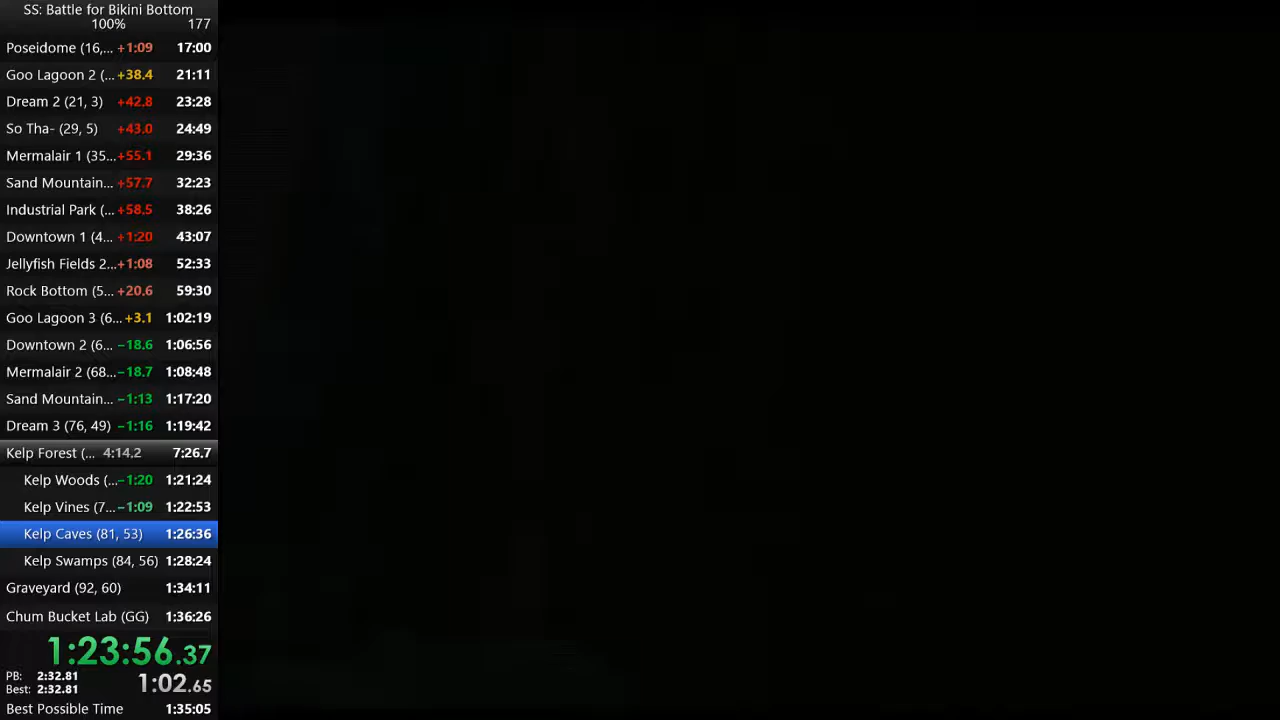 SS: Battle for Bikini Bottom
100% 177
Poseidome (16,... +1:09 17:00
Goo Lagoon 2 (... +38.4 21:11
Dream 2 (21, 3) +42.8 23:28
So Tha- (29, 5) +43.0 24:49
Mermalair 1 (35... +55.1 29:36
Sand Mountain... +57.7 32:23
Industrial Park (... +58.5 38:26
Downtown 1 (4... +1:20 43:07
Jellyfish Fields 2... +1:08 52:33
Rock Bottom (5... +20.6 59:30
Goo Lagoon 3 (6... +3.1 1:02:19
Downtown 2 (6... −18.6 1:06:56
Mermalair 2 (68... −18.7 1:08:48
Sand Mountain... −1:13 1:17:20
Dream 3 (76, 49) −1:16 1:19:42
Kelp Forest (... 4:14.2 7:26.7
Kelp Woods (... −1:20 1:21:24
Kelp Vines (7... −1:09 1:22:53
Kelp Caves (81, 53) 1:26:36
Kelp Swamps (84, 56) 1:28:24
Graveyard (92, 60) 1:34:11
Chum Bucket Lab (GG) 1:36:26
1:23:56.37
PB: 2:32.81
Best: 2:32.81
1:02.65
Best Possible Time 1:35:05